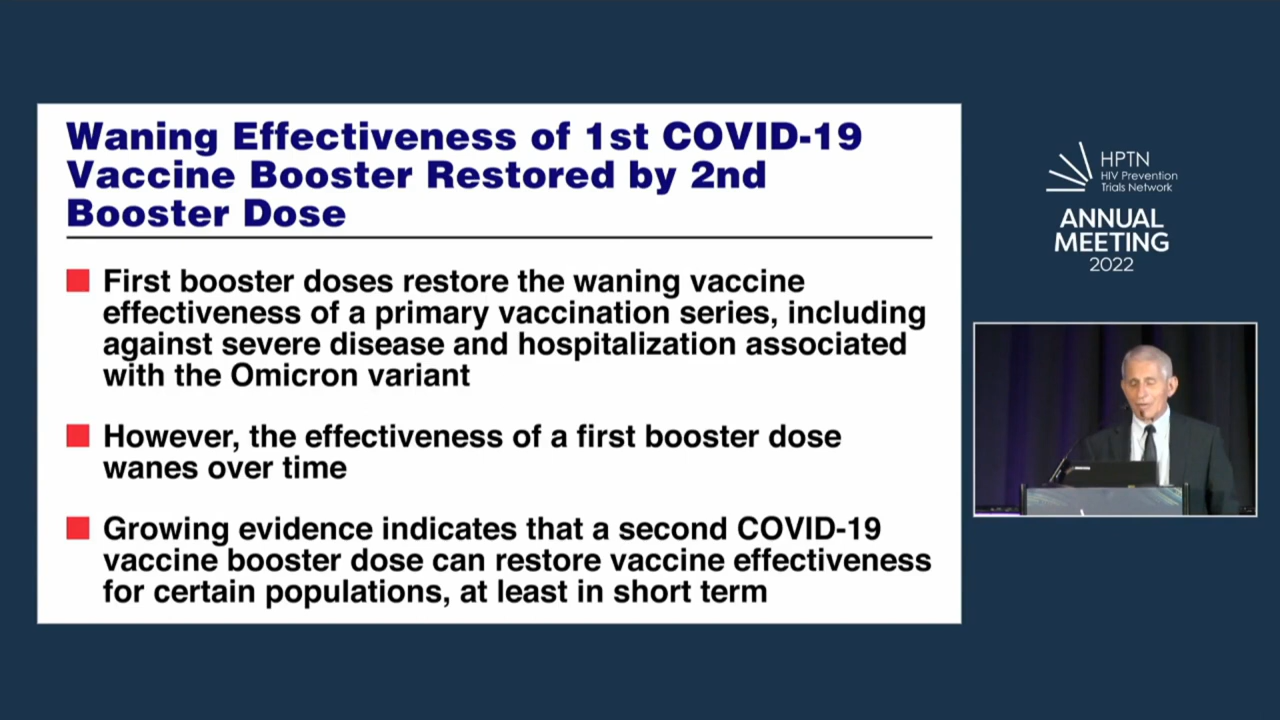 Waning Effectiveness of 1st COVID-19
Vaccine Booster Restored by 2nd
Booster Dose
First booster doses restore the waning vaccine
effectiveness of a primary vaccination series, including
against severe disease and hospitalization associated
with the Omicron variant
However, the effectiveness of a first booster dose
wanes over time
Growing evidence indicates that a second COVID-19
vaccine booster dose can restore vaccine effectiveness
for certain populations, at least in short term
HPTN
HIV Prevention
Trials Network
ANNUAL
MEETING
2022